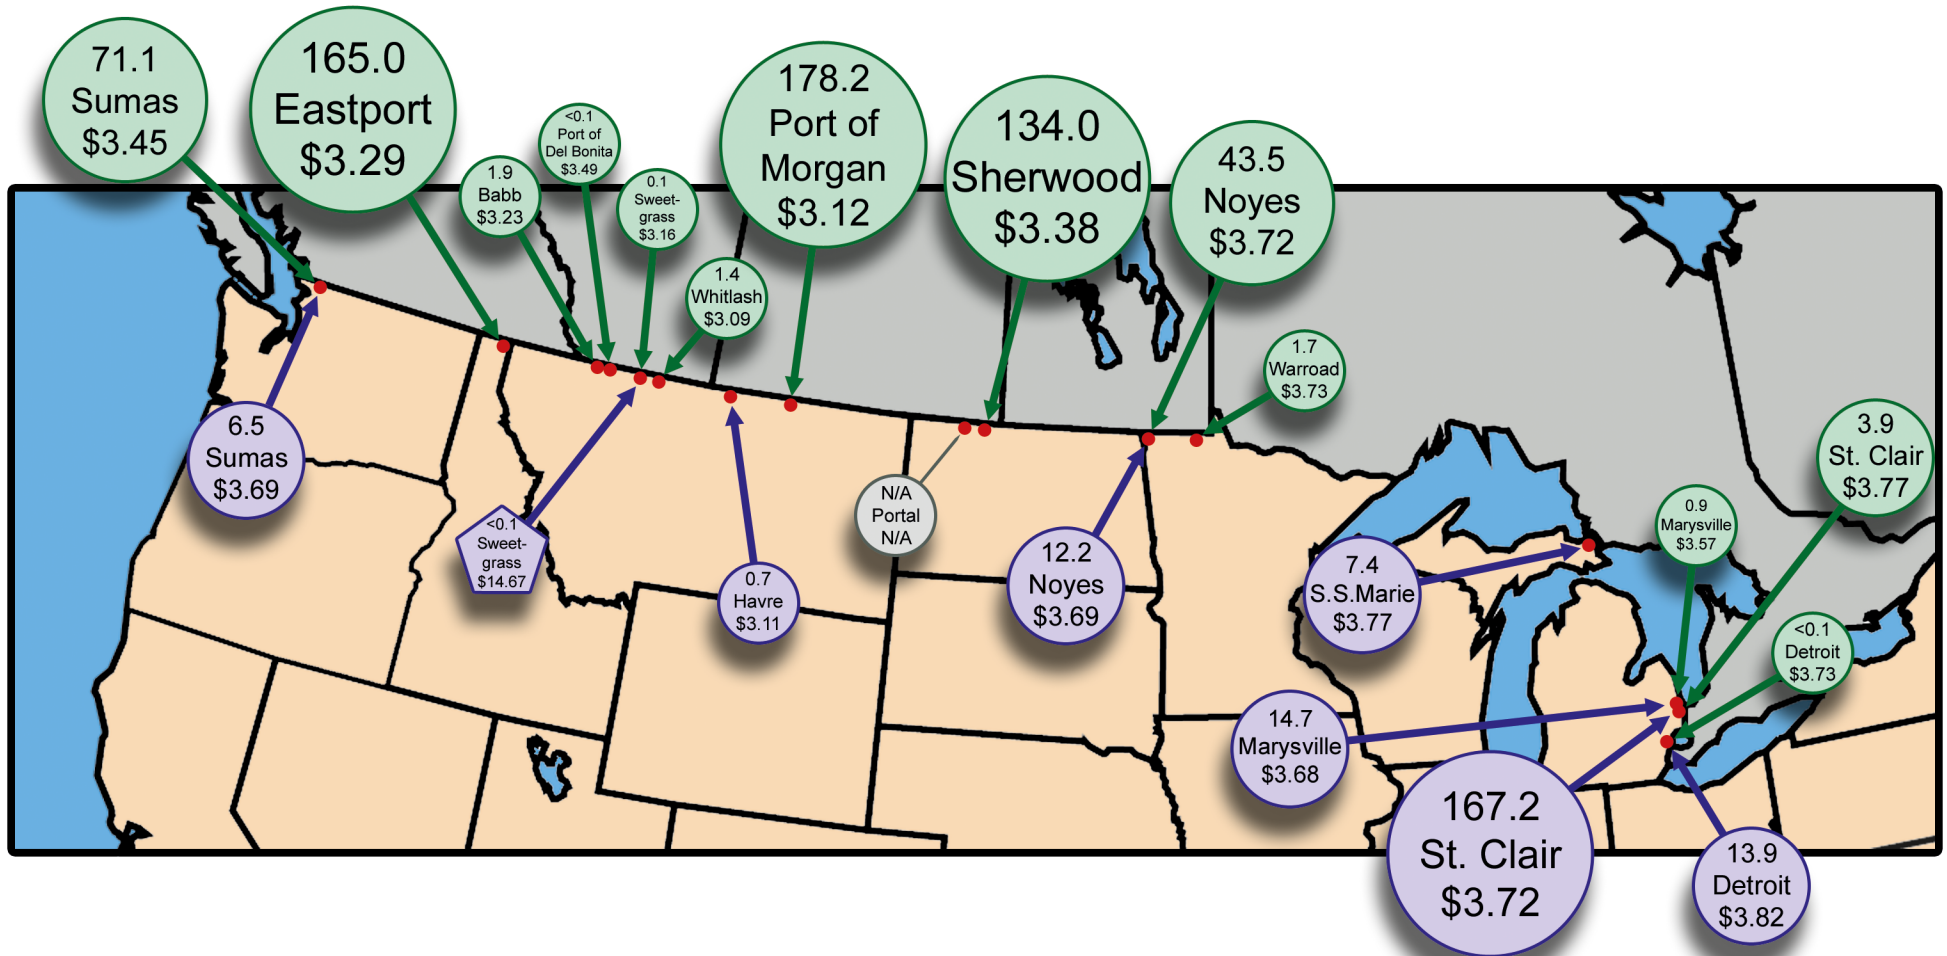 71.1
Sumas
$3.45
165.0
Eastport
$3.29
1.9
Babb
$3.23
<0.1
Port of
Del Bonita
$3.49
0.1
Sweet-
grass
$3.16
1.4
Whitlash
$3.09
178.2
Port of
Morgan
$3.12
134.0
Sherwood
$3.38
43.5
Noyes
$3.72
1.7
Warroad
$3.73
3.9
St. Clair
$3.77
0.9
Marysville
$3.57
<0.1
Detroit
$3.73
6.5
Sumas
$3.69
<0.1
Sweet-
grass
$14.67
0.7
Havre
$3.11
N/A
Portal
N/A
12.2
Noyes
$3.69
7.4
S.S.Marie
$3.77
14.7
Marysville
$3.68
167.2
St. Clair
$3.72
13.9
Detroit
$3.82